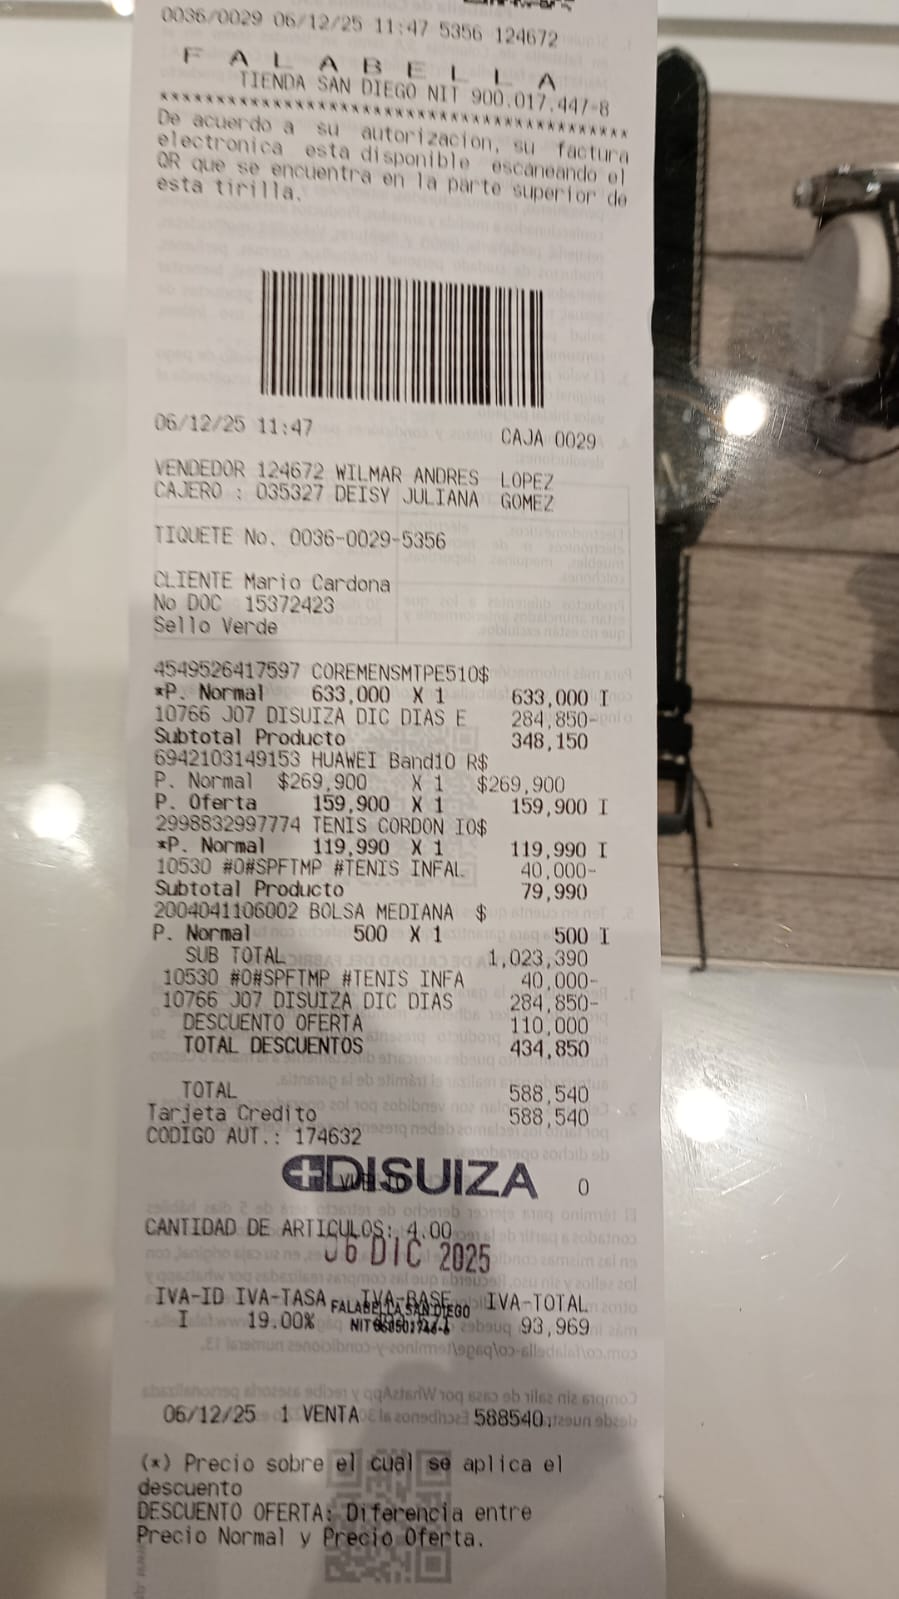 0036/0029 06/12/25 11:47 5356 124672
F A L A B E L L A
TIENDA SAN DIEGO NIT 900.017.447-8
******************************************
De acuerdo a su autorizacion, su factura
electronica esta disponible escaneando el
QR que se encuentra en la parte superior de
esta tirilla.
06/12/25 11:47 CAJA 0029
VENDEDOR 124672 WILMAR ANDRES LOPEZ
CAJERO : 035327 DEISY JULIANA GOMEZ
TIQUETE No. 0036-0029-5356
CLIENTE Mario Cardona
No DOC 15372423
Sello Verde
4549526417597 COREMENSMTPE510$
*P. Normal 633,000 X 1 633,000 I
10766 J07 DISUIZA DIC DIAS E 284,850-
Subtotal Producto 348,150
6942103149153 HUAWEI Band10 R$
P. Normal $269,900 X 1 $269,900
P. Oferta 159,900 X 1 159,900 I
2998832997774 TENIS CORDON IO$
*P. Normal 119,990 X 1 119,990 I
10530 #0#SPFTMP #TENIS INFAL 40,000-
Subtotal Producto 79,990
2004041106002 BOLSA MEDIANA $
P. Normal 500 X 1 500 I
SUB TOTAL 1,023,390
10530 #0#SPFTMP #TENIS INFA 40,000-
10766 J07 DISUIZA DIC DIAS 284,850-
DESCUENTO OFERTA 110,000
TOTAL DESCUENTOS 434,850
TOTAL 588,540
Tarjeta Credito 588,540
CODIGO AUT.: 174632
DISUIZA 0
CANTIDAD DE ARTICULOS: 4.00
06 DIC 2025
IVA-ID IVA-TASA IVA-BASE IVA-TOTAL
FALABELLA SAN DIEGO
I 19.00% 93,969
NIT
06/12/25 1 VENTA 588540.
(*) Precio sobre el cual se aplica el
descuento
DESCUENTO OFERTA: Diferencia entre
Precio Normal y Precio Oferta.